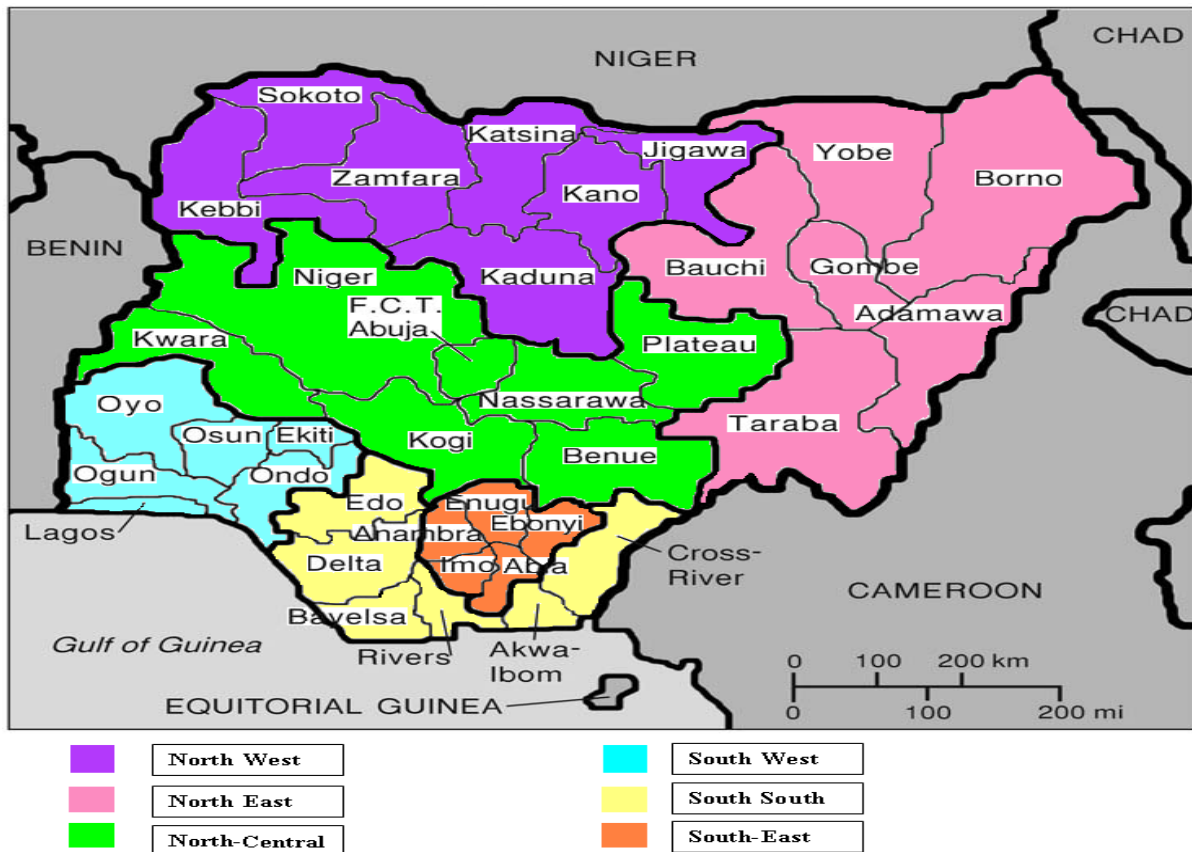 CHAD
NIGER
Sokoto
Katsina
Jigawa
Yobe
Zamfara
Borno
Kano
Kebbi
BENIN
Bauchi
Gombe
Niger
Kaduna
F.C.T.
Abuja
Adamawa
CHAD
Kwara
Plateau
Oyo
Nassarawa
Taraba
Osun
Ekiti
Kogi
Benue
Ogun
Ondo
Edo
Enugu
Lagos
Anambra
Ebonyi
Cross-
River
Delta
Imo
Abia
CAMEROON
Bayelsa
Gulf of Guinea
Rivers
Akwa-
Ibom
0 100 200 km
EQUITORIAL GUINEA
0 100 200 mi
North West
South West
North East
South South
North-Central
South-East